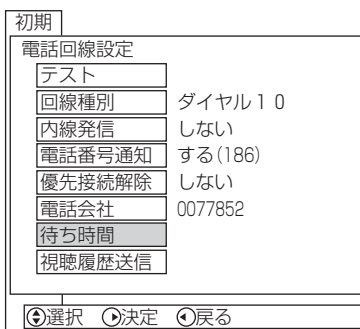 初期
電話回線設定
テスト
回線種別 ダイヤル10
内線発信 しない
電話番号通知 する(186)
優先接続解除 しない
電話会社 0077852
待ち時間
視聴履歴送信
選択 決定 戻る